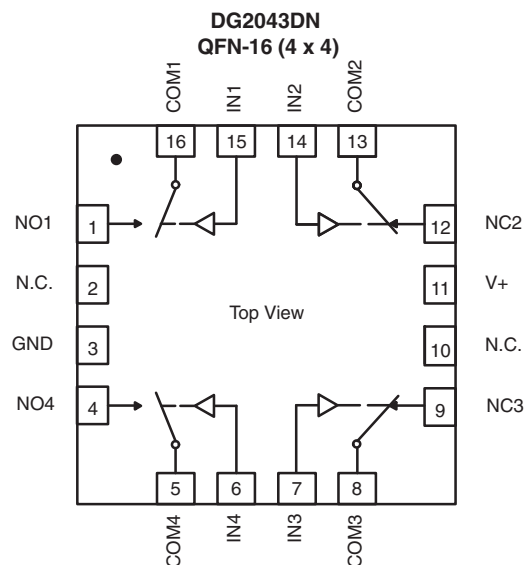 DG2043DN
QFN-16 (4 x 4)
COM1
IN1
IN2
COM2
16
15
14
13
NO1
1
12
NC2
N.C.
2
11
V+
Top View
GND
3
10
N.C.
NO4
4
9
NC3
5
6
7
8
COM4
IN4
IN3
COM3